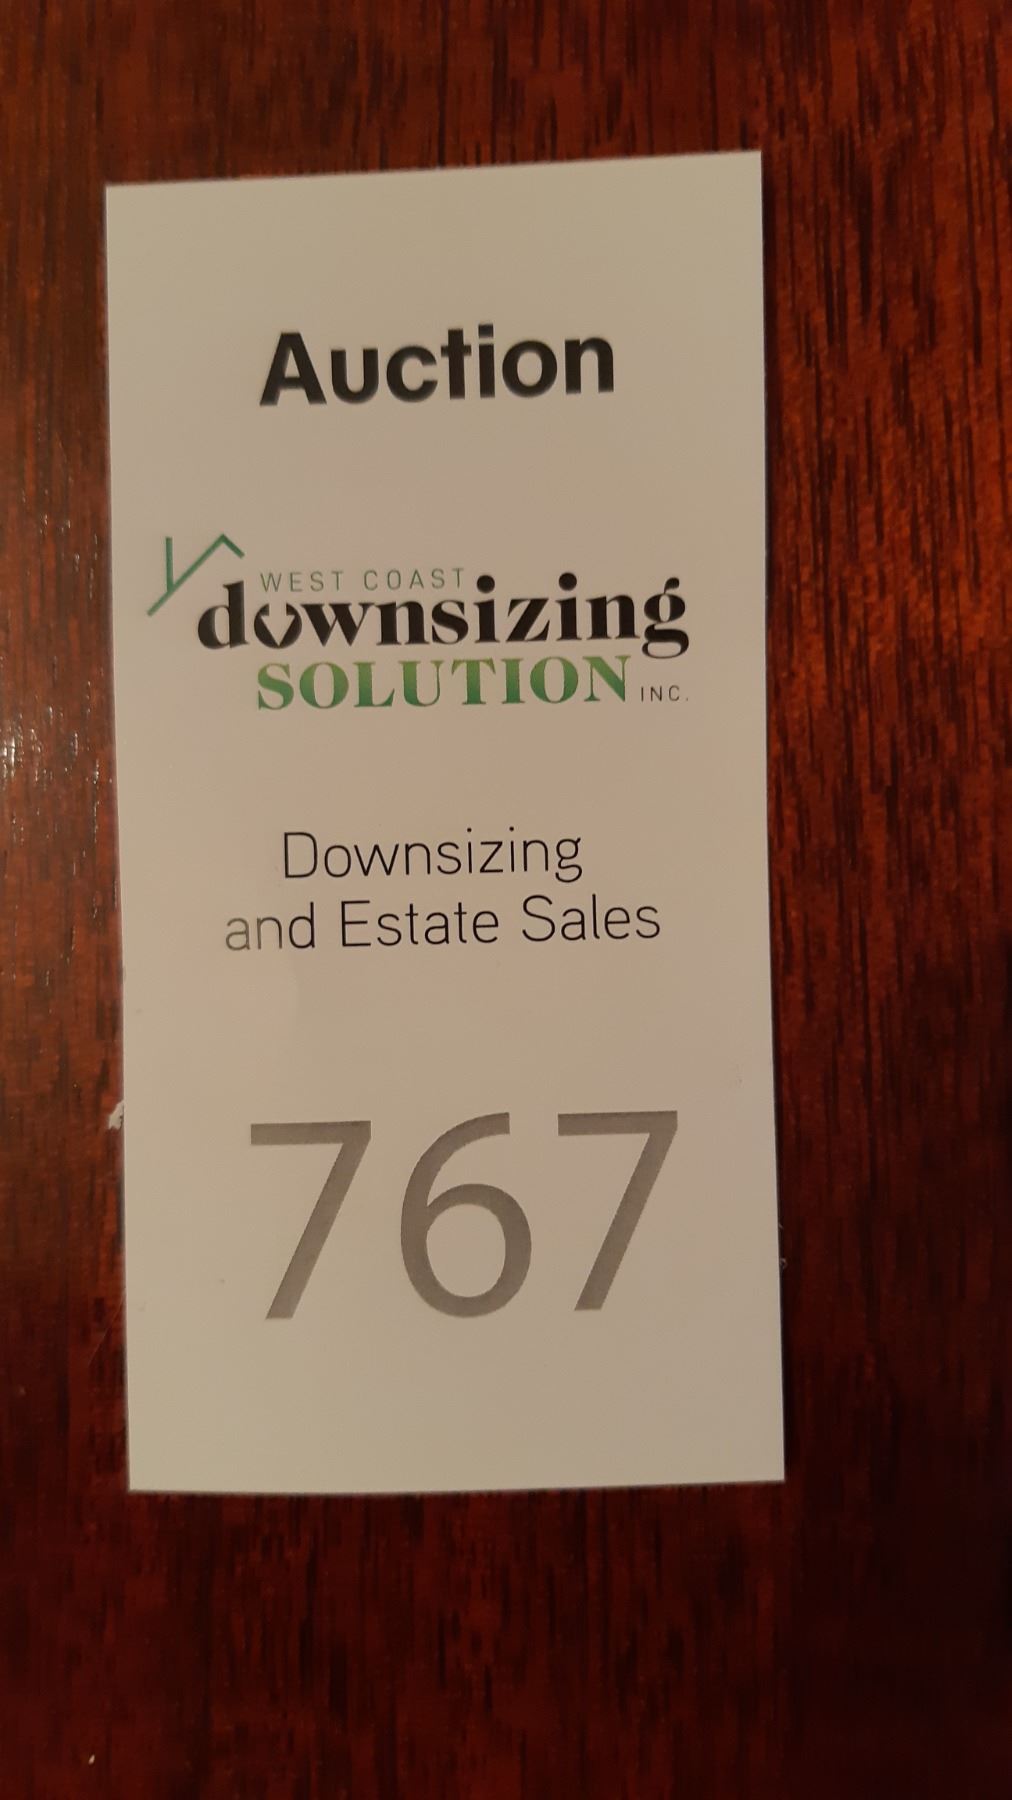 Auction
WEST COAST
downsizing
SOLUTION INC.
Downsizing
and Estate Sales
767